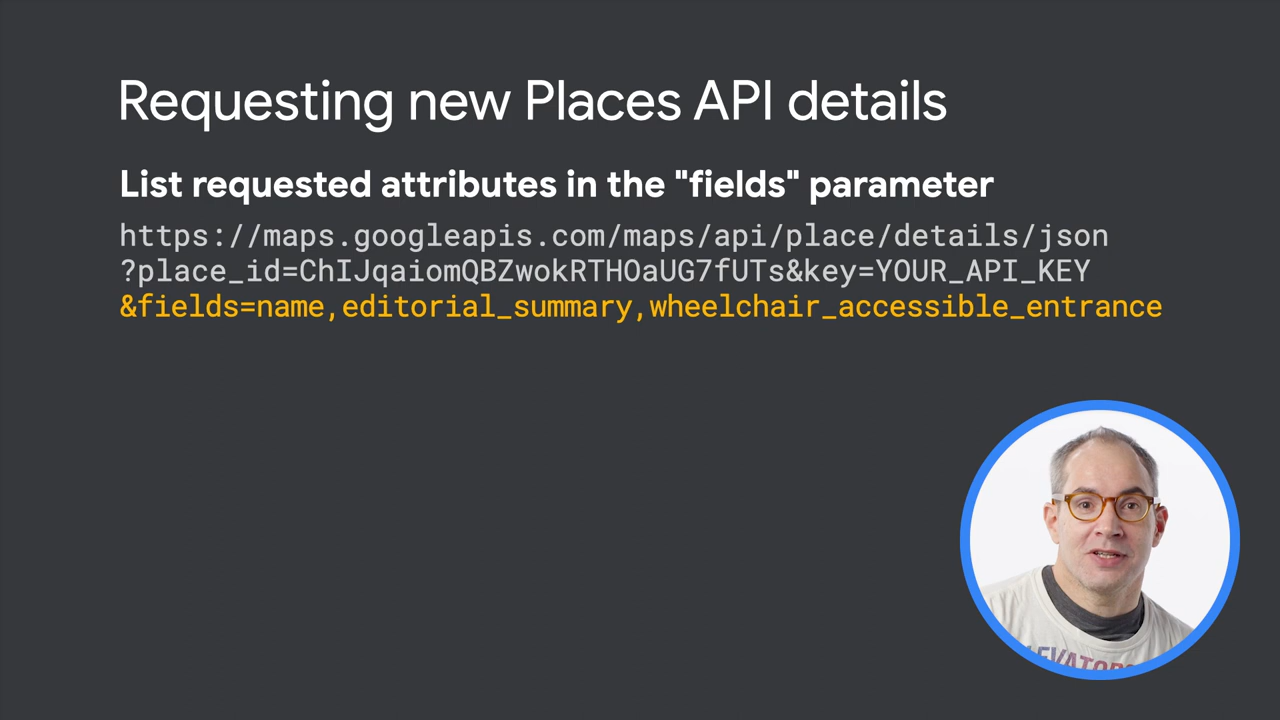 Requesting new Places API details
List requested attributes in the "fields" parameter
https://maps.googleapis.com/maps/api/place/details/json
?place_id=ChIJqaiomQBZwokRTHOaUG7fUTs&key=YOUR_API_KEY
&fields=name,editorial_summary,wheelchair_accessible_entrance